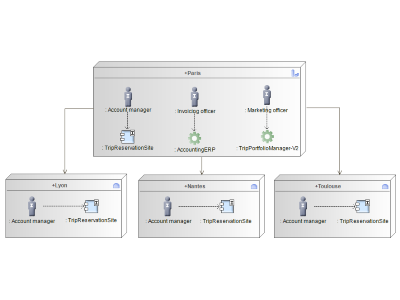 +Paris
: Account manager
: Invoicing officer
: Marketing officer
: TripReservationSite
: AccountingERP
: TripPortfolioManager-V2
+Lyon
: Account manager
: TripReservationSite
+Nantes
: Account manager
: TripReservationSite
+Toulouse
: Account manager
: TripReservationSite